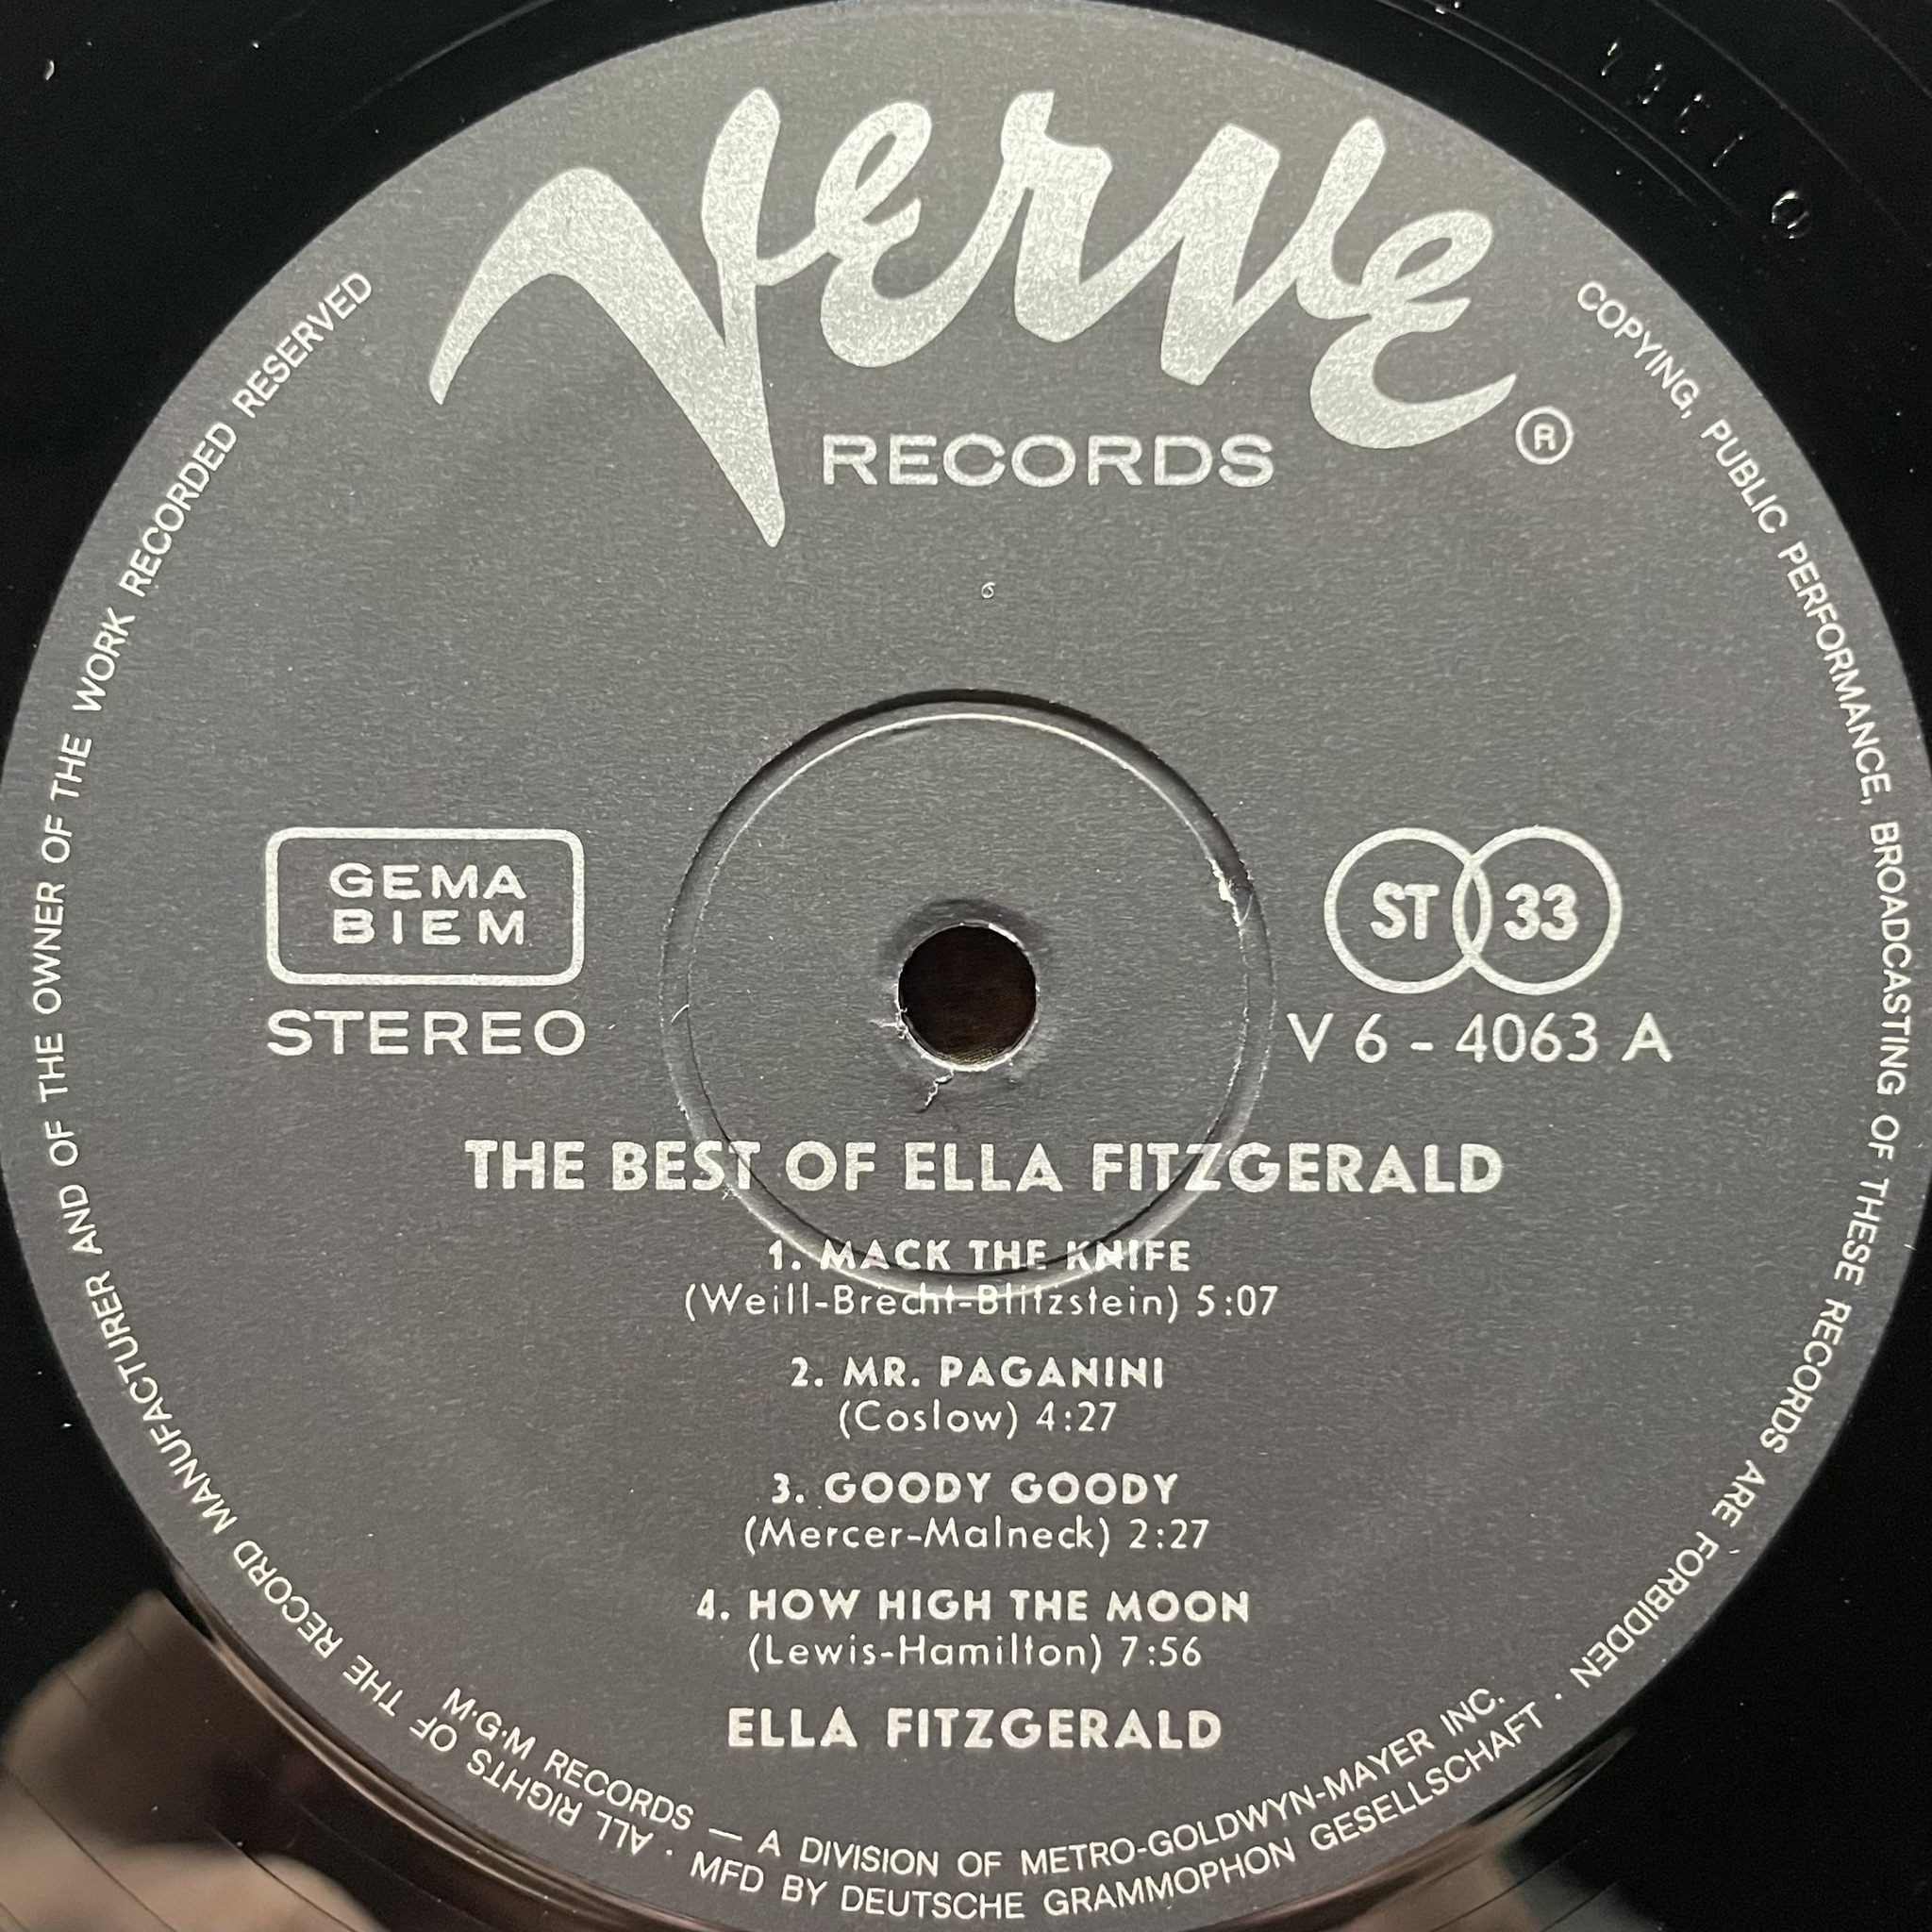 Verve
RECORDS
®
6
GEMA
BIEM
STEREO
ST 33
V 6 - 4063 A
THE BEST OF ELLA FITZGERALD
1. MACK THE KNIFE
(Weill-Brecht-Blitzstein) 5:07
2. MR. PAGANINI
(Coslow) 4:27
3. GOODY GOODY
(Mercer-Malneck) 2:27
4. HOW HIGH THE MOON
(Lewis-Hamilton) 7:56
ELLA FITZGERALD
M·G·M RECORDS — A DIVISION OF METRO-GOLDWYN-MAYER INC.
ALL RIGHTS OF THE RECORD MANUFACTURER AND OF THE OWNER OF THE WORK RECORDED RESERVED
COPYING, PUBLIC PERFORMANCE, BROADCASTING OF THESE RECORDS ARE FORBIDDEN ·
· MFD BY DEUTSCHE GRAMMOPHON GESELLSCHAFT